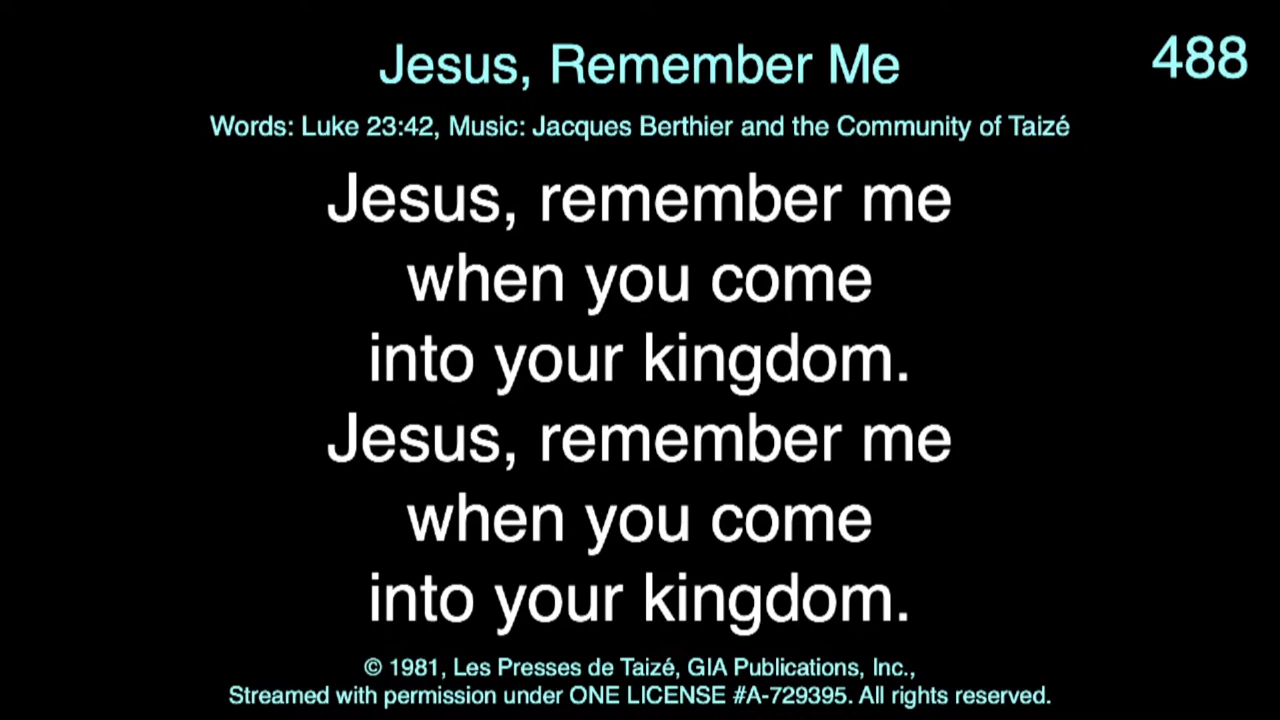 Jesus, Remember Me
488
Words: Luke 23:42, Music: Jacques Berthier and the Community of Taizé
Jesus, remember me
when you come
into your kingdom.
Jesus, remember me
when you come
into your kingdom.
© 1981, Les Presses de Taizé, GIA Publications, Inc.,
Streamed with permission under ONE LICENSE #A-729395. All rights reserved.